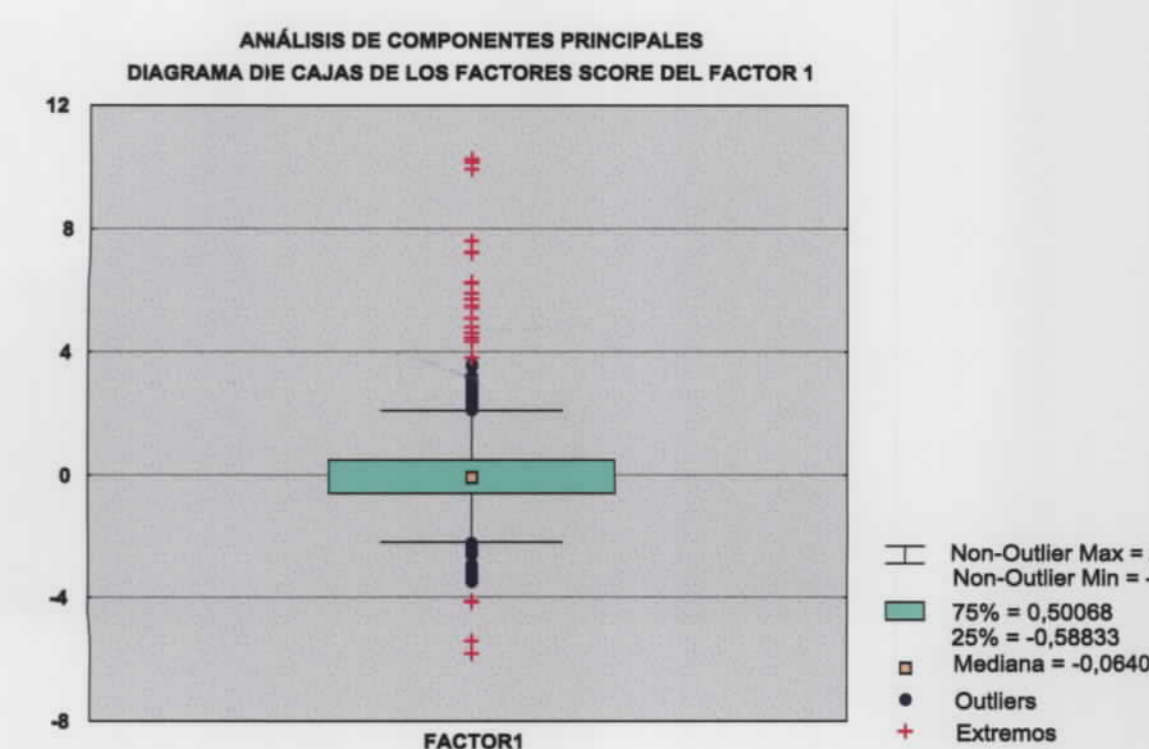 ANÁLISIS DE COMPONENTES PRINCIPALES
DIAGRAMA DIE CAJAS DE LOS FACTORES SCORE DEL FACTOR 1
12
8
4
0
-4
-8
FACTOR1
Non-Outlier Max =
Non-Outlier Min = -
75% = 0,50068
25% = -0,58833
Mediana = -0,0640
Outliers
Extremos